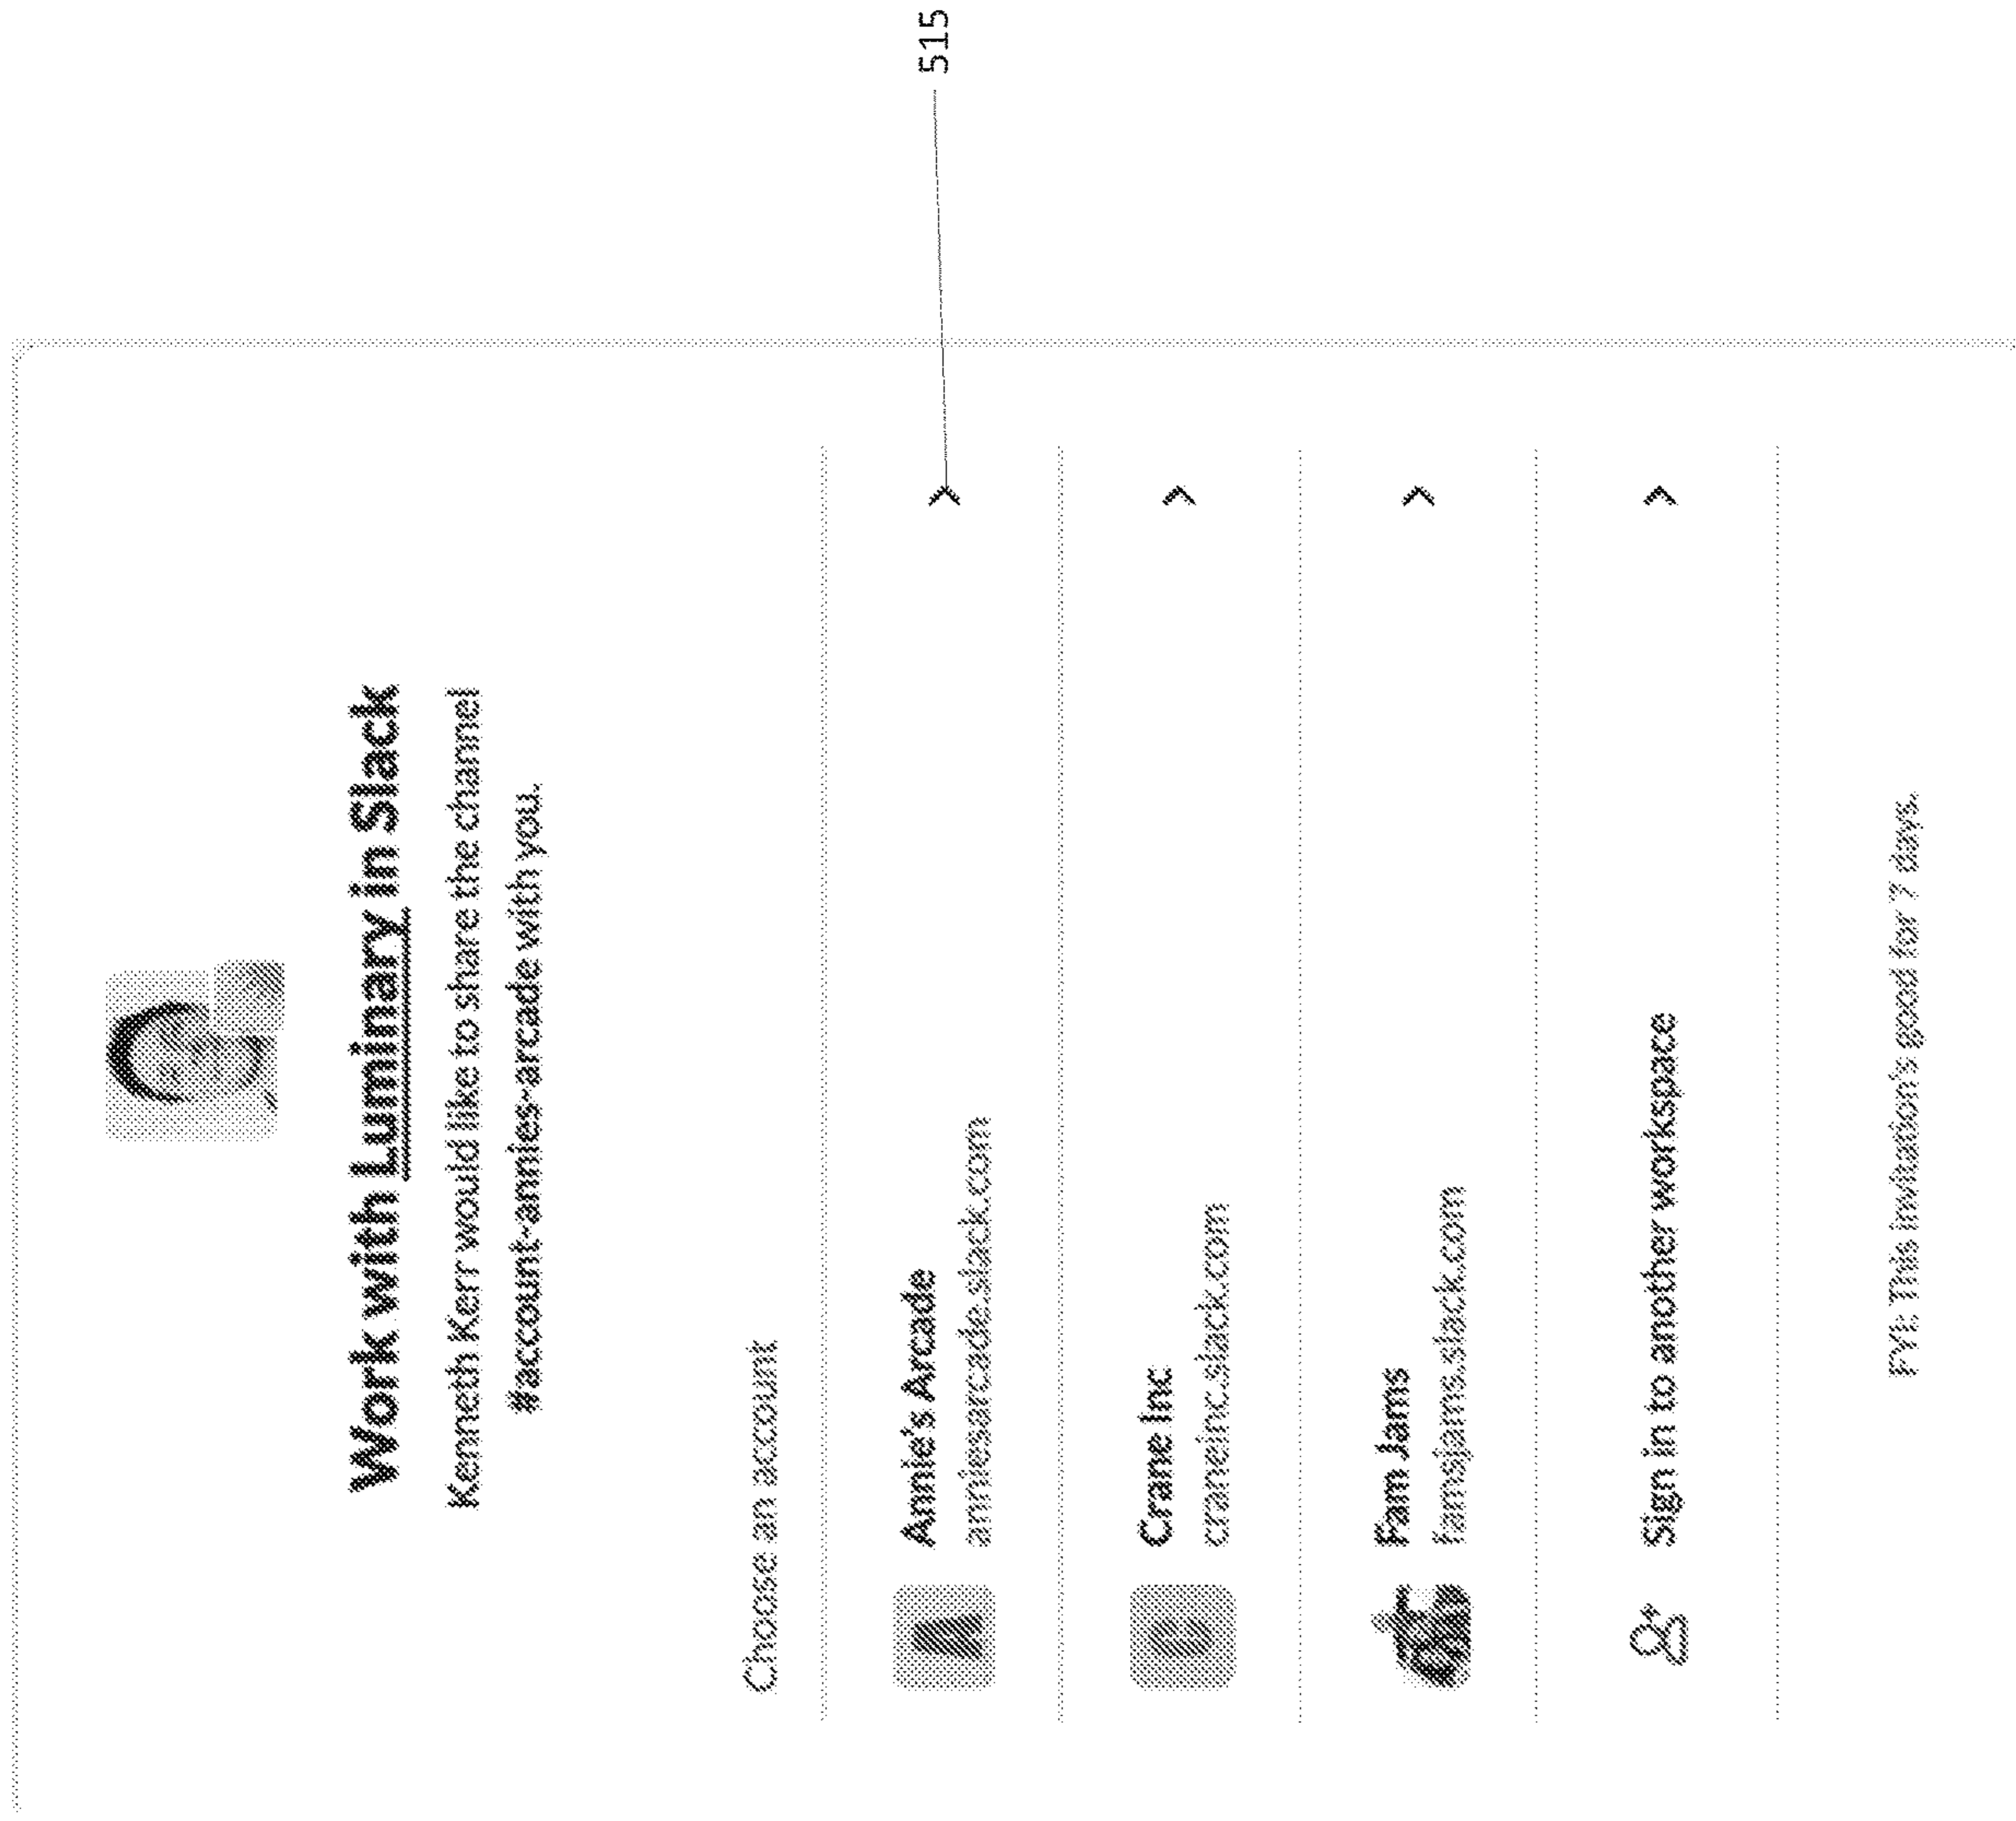 Work with Luminary in Slack
Kenneth Kerr would like to share the channel
#account-annies-arcade with you.
Choose an account
A
Annie's Arcade
anniesarcade.slack.com
515
C
Crane Inc
craneinc.slack.com
Fam Jams
famsjams.slack.com
Sign in to another workspace
FYI: This invitation's good for 7 days.